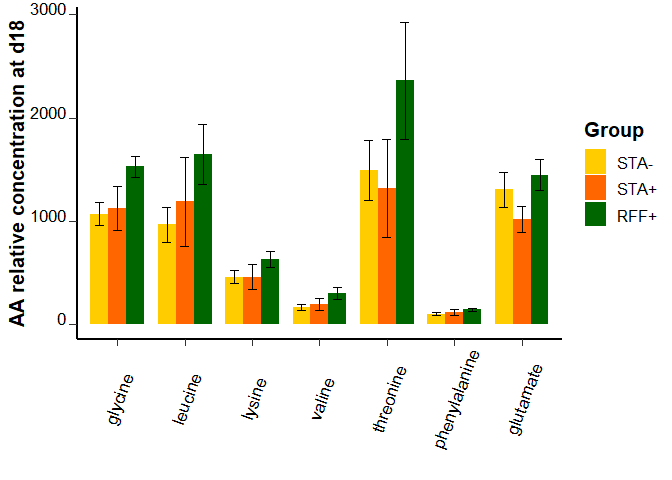 AA relative concentration at d18
3000
2000
1000
0
glycine
leucine
lysine
valine
threonine
phenylalanine
glutamate
Group
STA-
STA+
RFF+